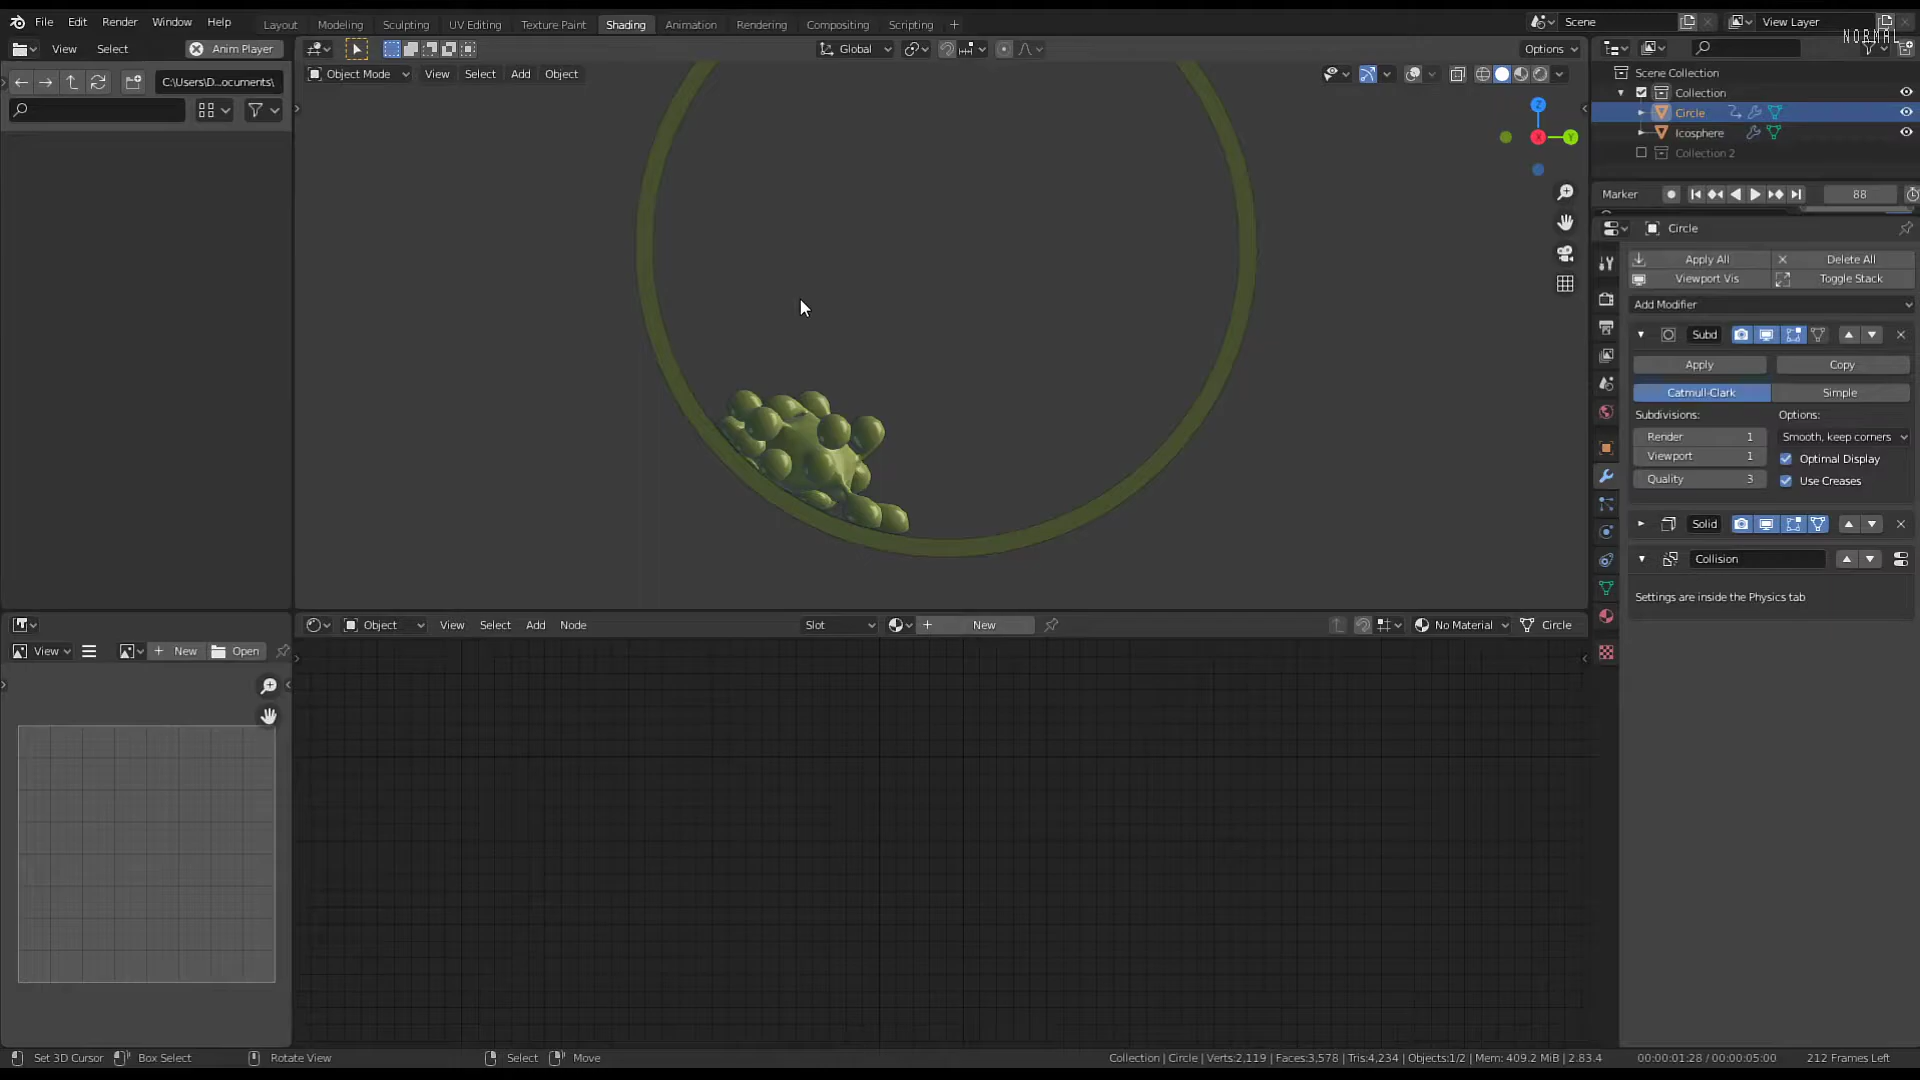 File Edit Render Window Help
Layout Modeling Sculpting UV Editing Texture Paint Shading Animation Rendering Compositing Scripting
Scene
View Layer
NORMAL
View Select
Anim Player
Global
Options
C:\Users\D...ocuments\
Object Mode View Select Add Object
Z
X
Y
Scene Collection
Collection
Circle
Icosphere
Collection 2
Marker
88
Circle
Apply All
Delete All
Viewport Vis
Toggle Stack
Add Modifier
Subd
Apply
Copy
Catmull-Clark
Simple
Subdivisions:
Options:
Render 1
Smooth, keep corners
Viewport 1
Optimal Display
Quality 3
Use Creases
Solid
Collision
Settings are inside the Physics tab
Object View Select Add Node
Slot
New
No Material
Circle
View
New
Open
Set 3D Cursor
Box Select
Rotate View
Select
Move
Collection | Circle | Verts:2,119 | Faces:3,578 | Tris:4,234 | Objects:1/2 | Mem: 409.2 MiB | 2.83.4
00:00:01:28 / 00:00:05:00
212 Frames Left